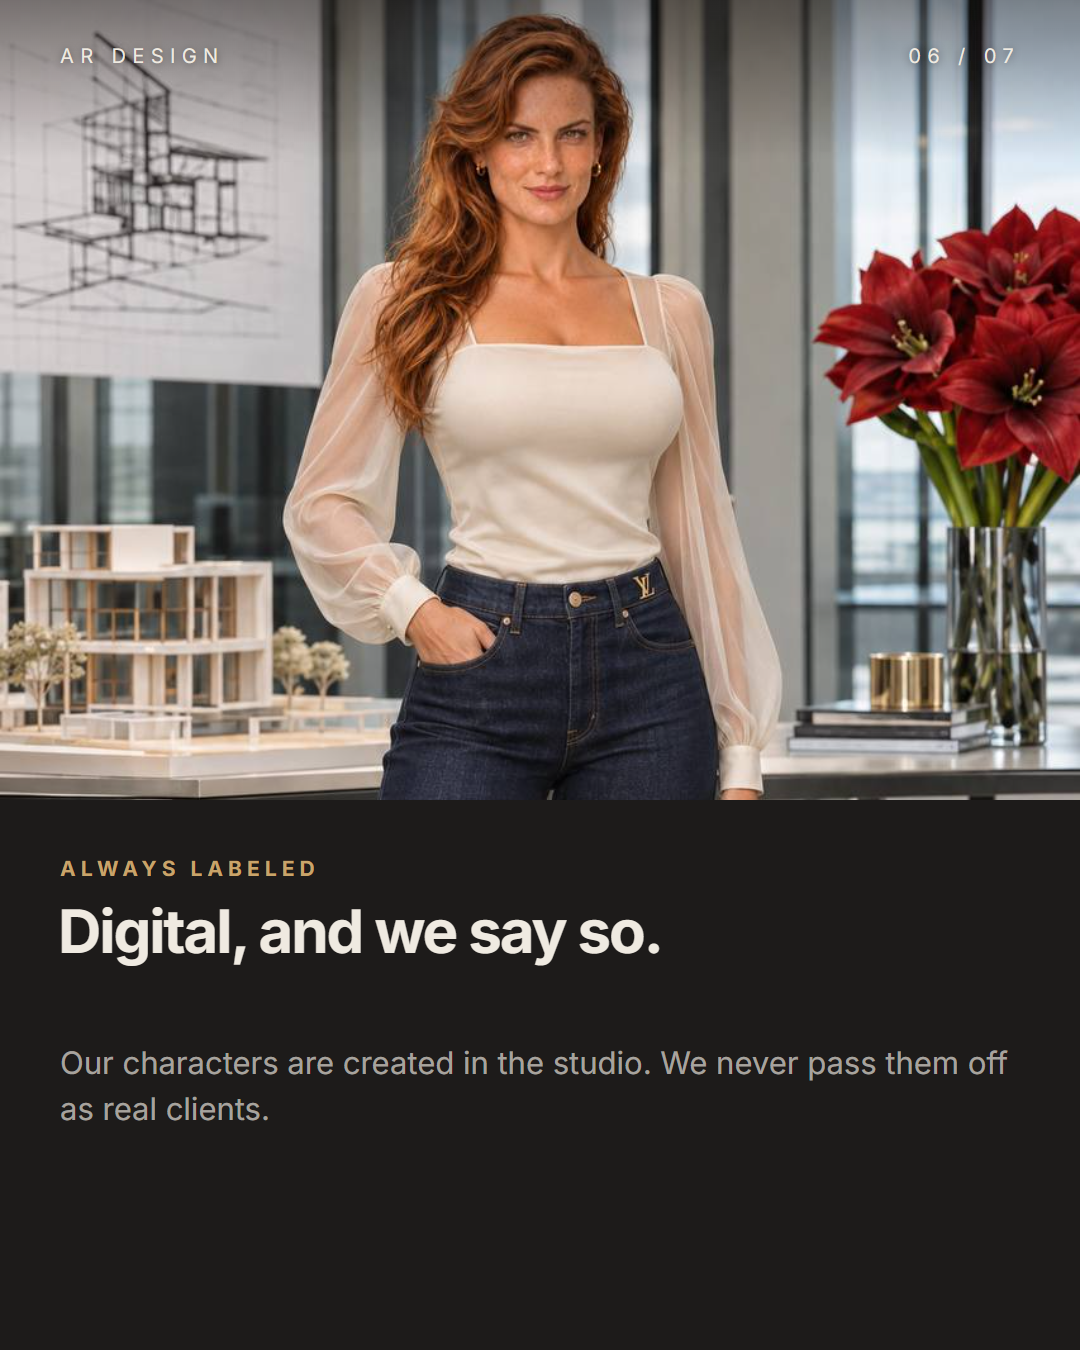 AR DESIGN
06 / 07
LV
ALWAYS LABELED
Digital, and we say so.
Our characters are created in the studio. We never pass them off
as real clients.